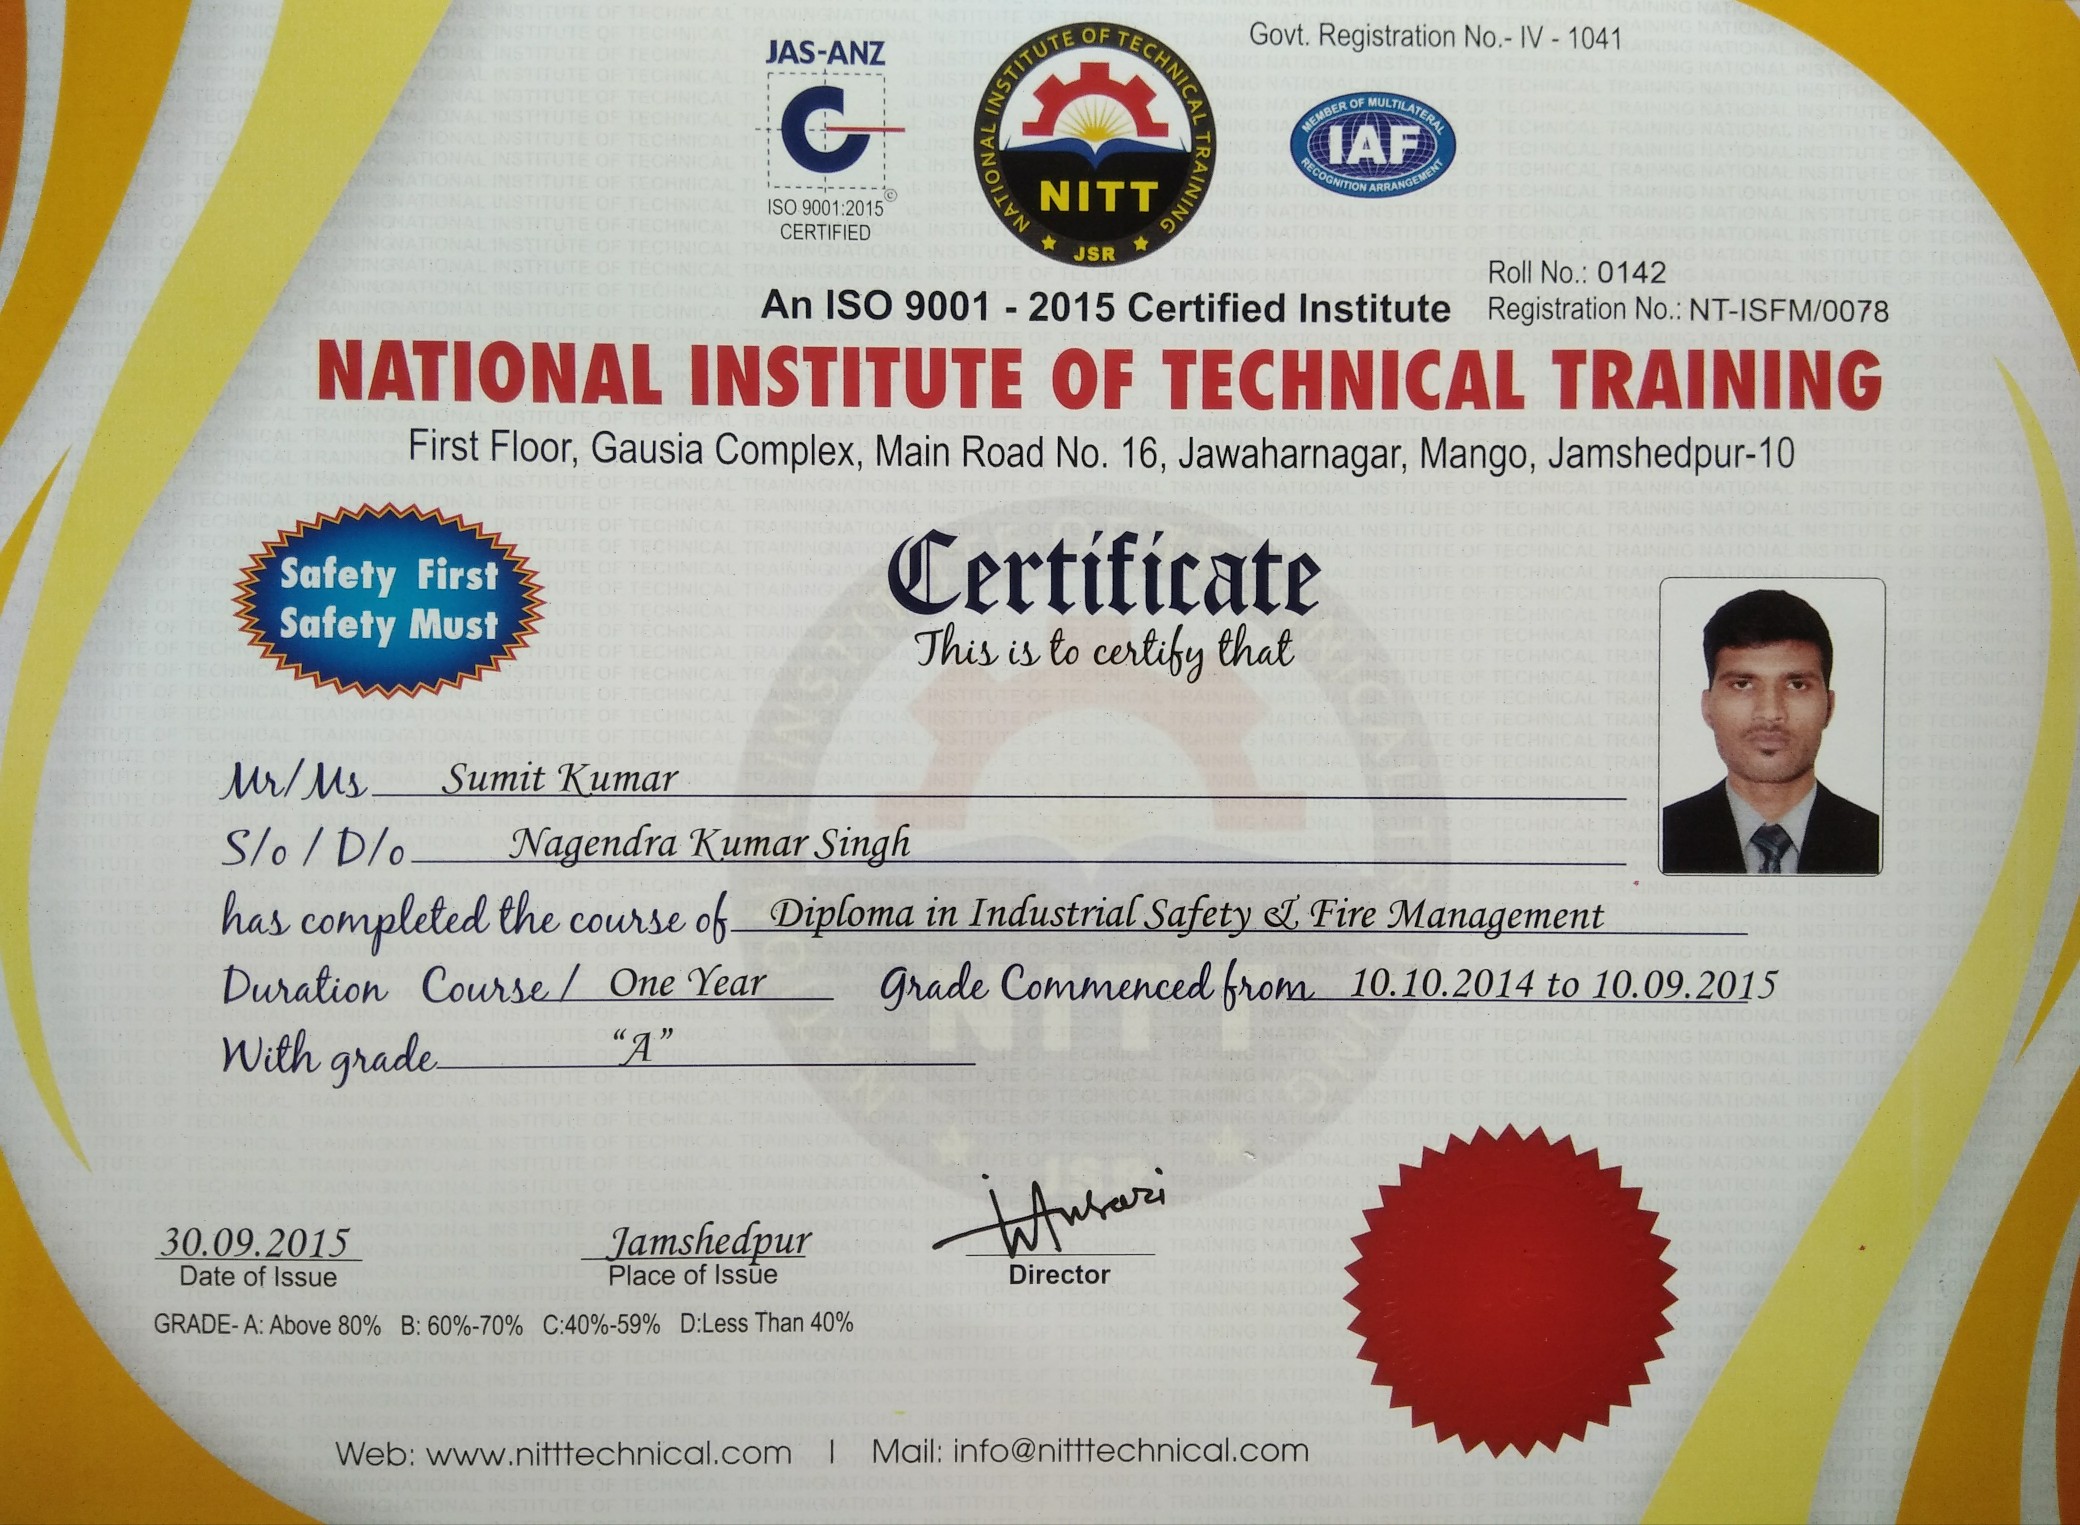 Govt. Registration No.- IV - 1041
JAS-ANZ
ISO 9001:2015
CERTIFIED
NATIONAL INSTITUTE OF TECHNICAL TRAINING
NITT
JSR
MEMBER OF MULTILATERAL
IAF
RECOGNITION ARRANGEMENT
Roll No.: 0142
An ISO 9001 - 2015 Certified Institute
Registration No.: NT-ISFM/0078
NATIONAL INSTITUTE OF TECHNICAL TRAINING
First Floor, Gausia Complex, Main Road No. 16, Jawaharnagar, Mango, Jamshedpur-10
Safety First
Safety Must
Certificate
This is to certify that
Mr/Ms Sumit Kumar
S/o / D/o Nagendra Kumar Singh
has completed the course of Diploma in Industrial Safety & Fire Management
Duration Course / One Year Grade Commenced from 10.10.2014 to 10.09.2015
With grade "A"
30.09.2015
Date of Issue
Jamshedpur
Place of Issue
Director
GRADE- A: Above 80% B: 60%-70% C:40%-59% D:Less Than 40%
Web: www.nitttechnical.com | Mail: info@nitttechnical.com